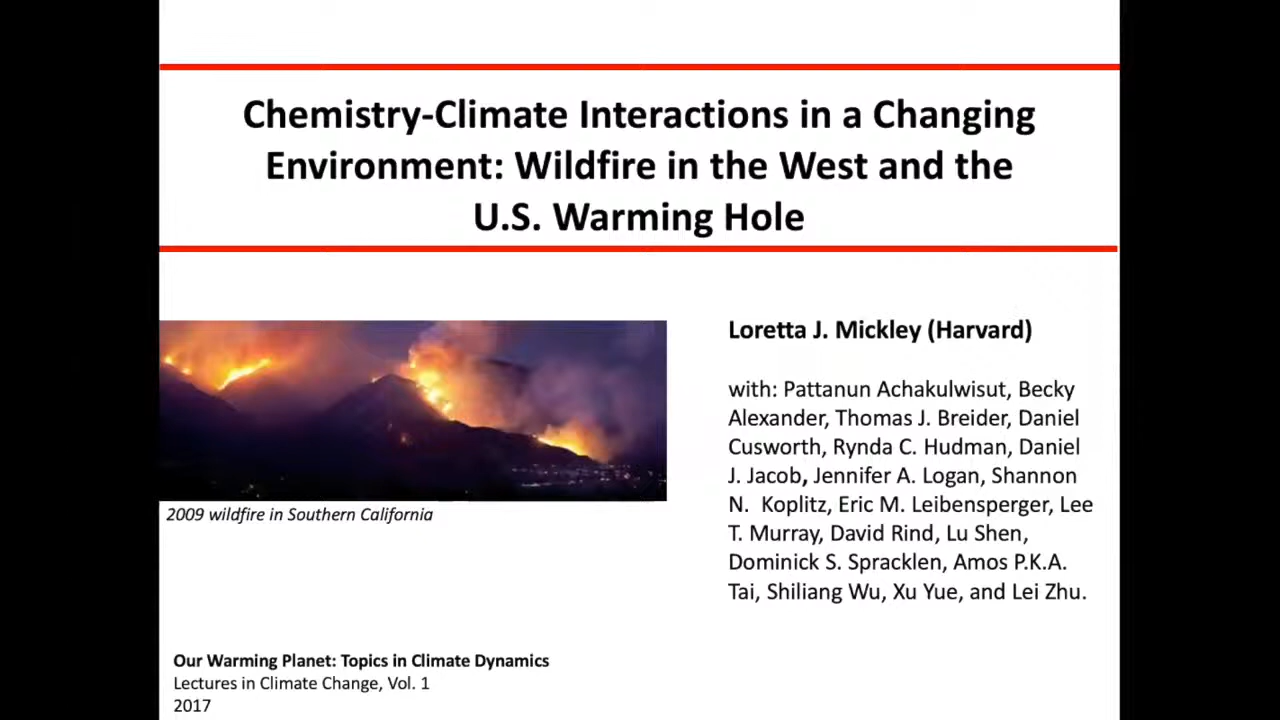 Chemistry-Climate Interactions in a Changing
Environment: Wildfire in the West and the
U.S. Warming Hole
Loretta J. Mickley (Harvard)
with: Pattanun Achakulwisut, Becky
Alexander, Thomas J. Breider, Daniel
Cusworth, Rynda C. Hudman, Daniel
J. Jacob, Jennifer A. Logan, Shannon
N. Koplitz, Eric M. Leibensperger, Lee
T. Murray, David Rind, Lu Shen,
Dominick S. Spracklen, Amos P.K.A.
Tai, Shiliang Wu, Xu Yue, and Lei Zhu.
2009 wildfire in Southern California
Our Warming Planet: Topics in Climate Dynamics
Lectures in Climate Change, Vol. 1
2017